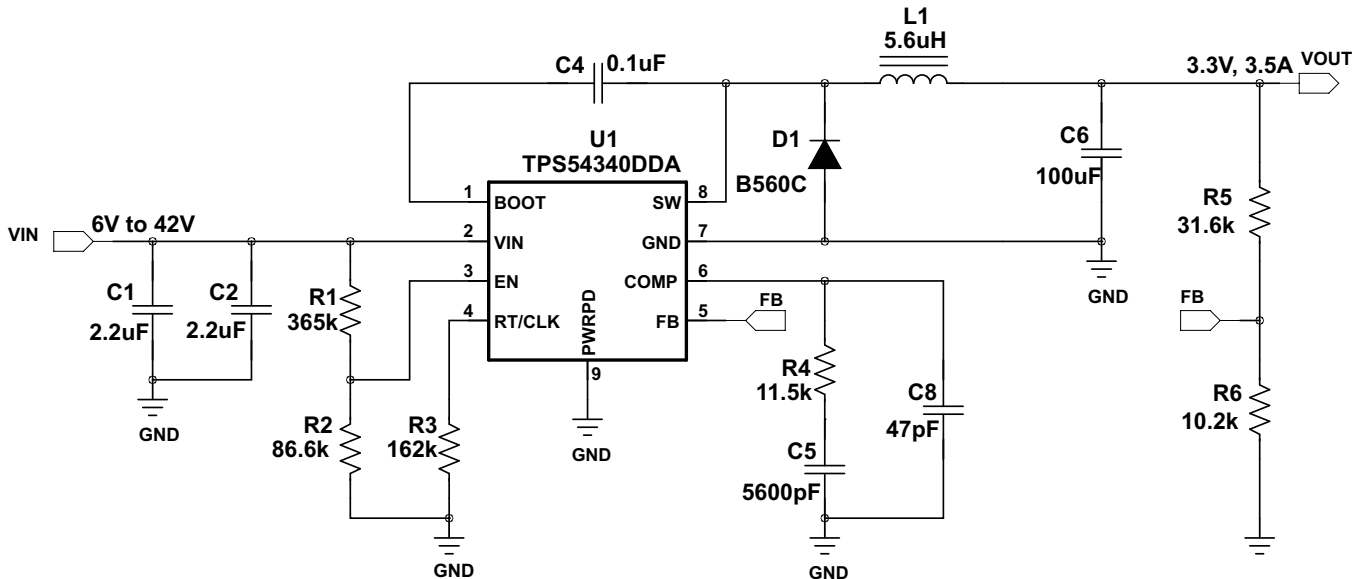 L1
5.6uH
C4
0.1uF
3.3V, 3.5A
VOUT
U1
TPS54340DDA
D1
B560C
C6
100uF
R5
31.6k
1
BOOT
SW
8
VIN
6V to 42V
2
VIN
GND
7
3
EN
COMP
6
4
RT/CLK
FB
5
FB
PWRPD
9
C1
2.2uF
C2
2.2uF
R1
365k
GND
FB
R4
11.5k
C8
47pF
R6
10.2k
GND
R2
86.6k
R3
162k
GND
C5
5600pF
GND
GND